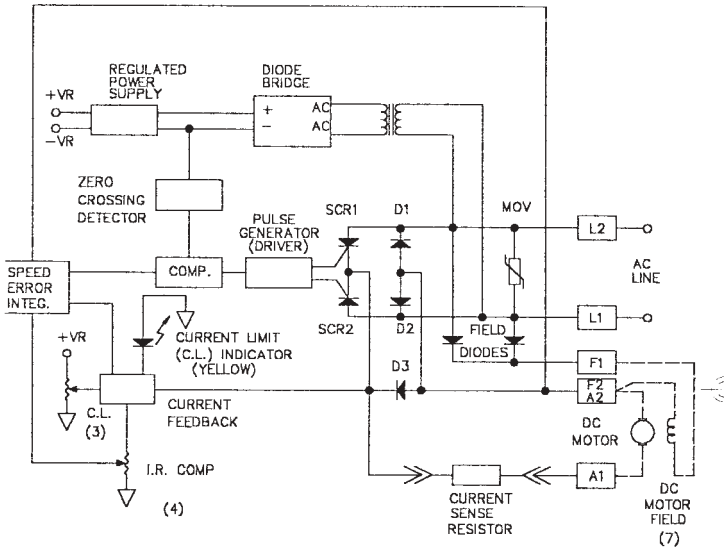 REGULATED
POWER
SUPPLY
DIODE
BRIDGE
+VR
-VR
+
-
AC
AC
ZERO
CROSSING
DETECTOR
PULSE
GENERATOR
(DRIVER)
SCR1
D1
MOV
L2
SPEED
ERROR
INTEG.
COMP.
AC
LINE
SCR2
D2
FIELD
DIODES
L1
+VR
CURRENT LIMIT
(C.L.) INDICATOR
(YELLOW)
D3
F1
F2
A2
C.L.
(3)
CURRENT
FEEDBACK
DC
MOTOR
I.R. COMP
(4)
A1
CURRENT
SENSE
RESISTOR
DC
MOTOR
FIELD
(7)